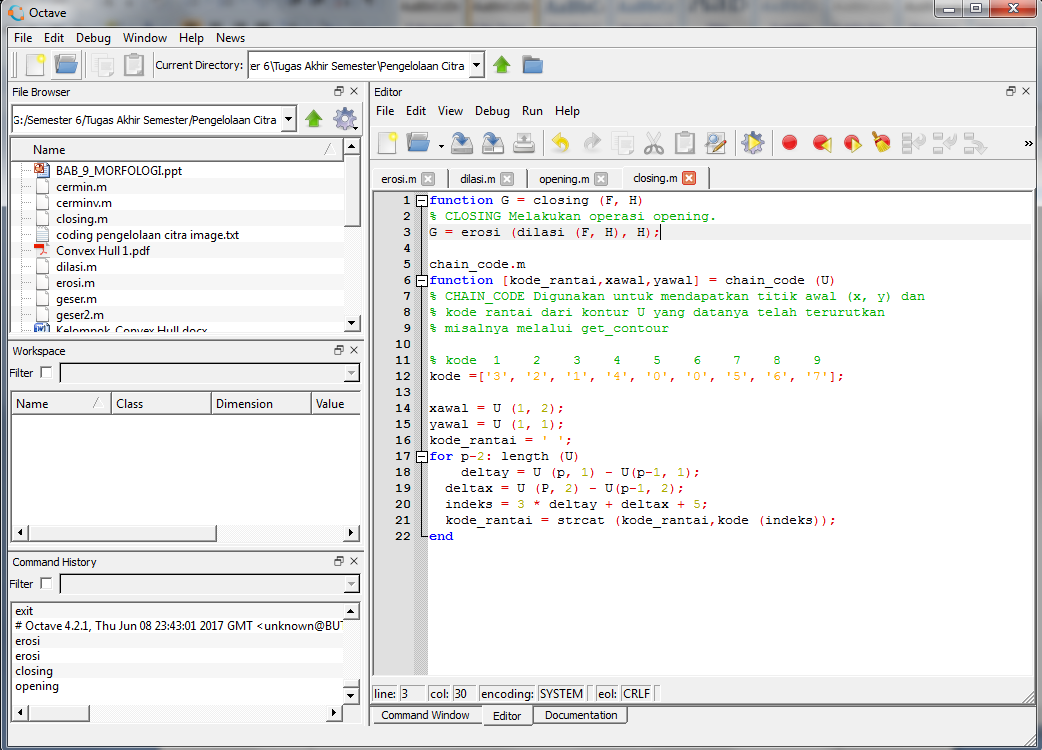 Octave
File Edit Debug Window Help News
Current Directory: er 6\Tugas Akhir Semester\Pengelolaan Citra
File Browser
G:/Semester 6/Tugas Akhir Semester/Pengelolaan Citra
Name
BAB_9_MORFOLOGI.ppt
cermin.m
cerminv.m
closing.m
coding pengelolaan citra image.txt
Convex Hull 1.pdf
dilasi.m
erosi.m
geser.m
geser2.m
Kelompok_Convex Hull.docx
Workspace
Filter
Name Class Dimension Value
Command History
Filter
exit
# Octave 4.2.1, Thu Jun 08 23:43:01 2017 GMT <unknown@BUT
erosi
erosi
closing
opening
Editor
File Edit View Debug Run Help
»
erosi.m dilasi.m opening.m closing.m
1 function G = closing (F, H)
2 % CLOSING Melakukan operasi opening.
3 G = erosi (dilasi (F, H), H);
4
5 chain_code.m
6 function [kode_rantai,xawal,yawal] = chain_code (U)
7 % CHAIN_CODE Digunakan untuk mendapatkan titik awal (x, y) dan
8 % kode rantai dari kontur U yang datanya telah terurutkan
9 % misalnya melalui get_contour
10
11 % kode 1 2 3 4 5 6 7 8 9
12 kode =['3', '2', '1', '4', '0', '0', '5', '6', '7'];
13
14 xawal = U (1, 2);
15 yawal = U (1, 1);
16 kode_rantai = ' ';
17 for p-2: length (U)
18 deltay = U (p, 1) - U(p-1, 1);
19 deltax = U (P, 2) - U(p-1, 2);
20 indeks = 3 * deltay + deltax + 5;
21 kode_rantai = strcat (kode_rantai,kode (indeks));
22 end
line: 3 col: 30 encoding: SYSTEM eol: CRLF
Command Window Editor Documentation